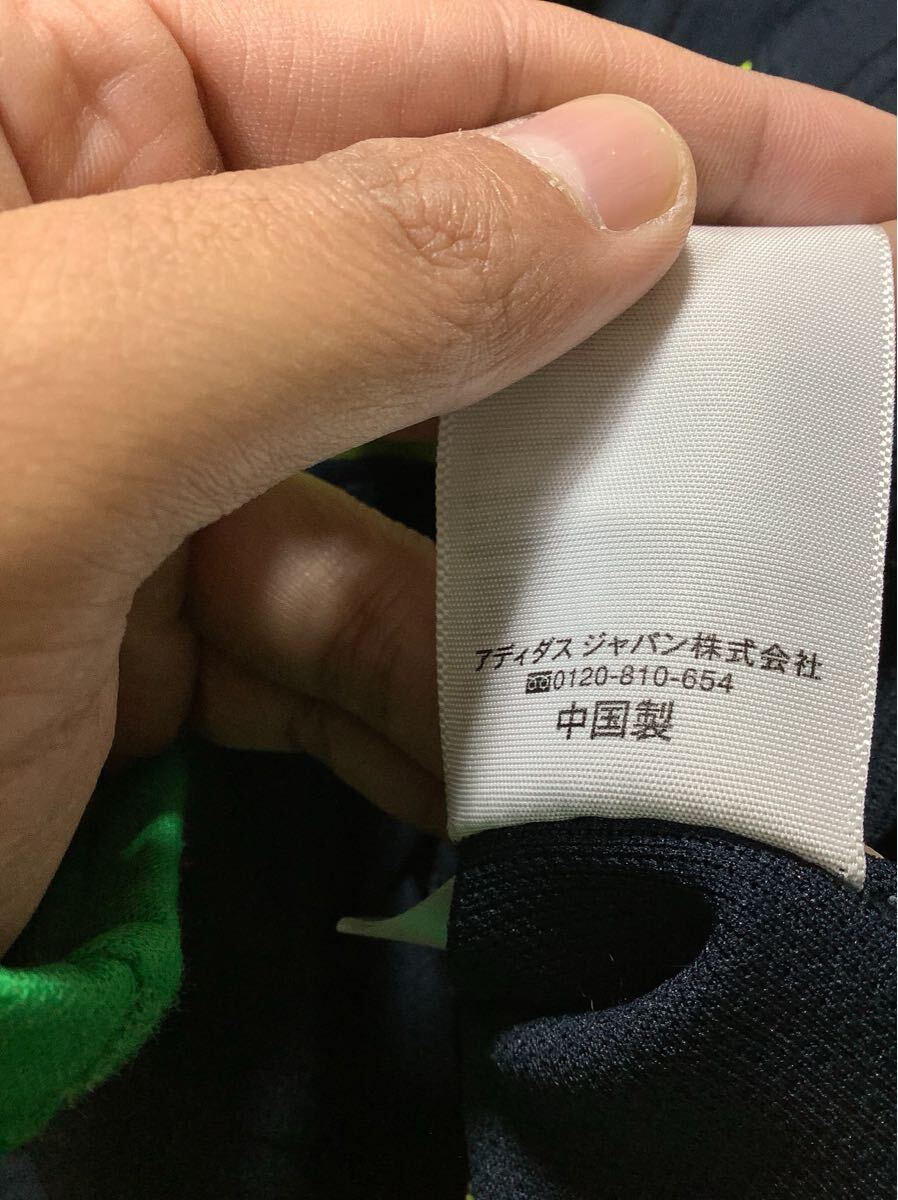 アディダス ジャパン株式会社
0120-810-654
中国製